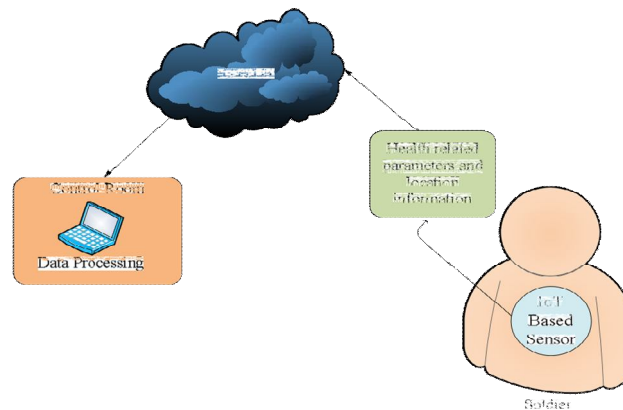 Control Room
Data Processing
Health related
parameters and
location
information
IoT
Based
Sensor
Soldier